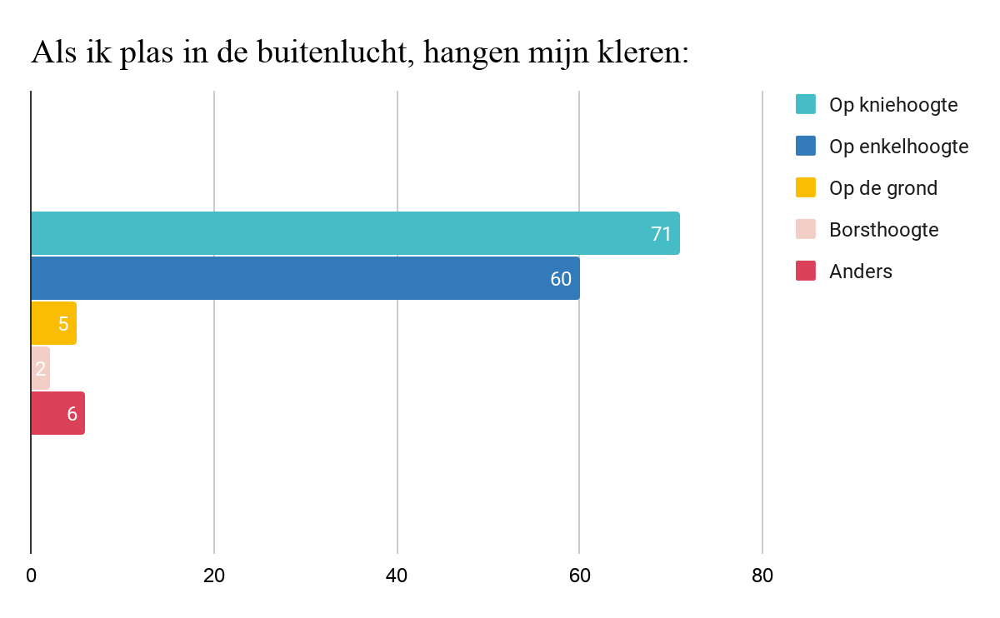 Als ik plas in de buitenlucht, hangen mijn kleren:
Op kniehoogte
Op enkelhoogte
Op de grond
Borsthoogte
Anders
71
60
5
2
6
0 20 40 60 80